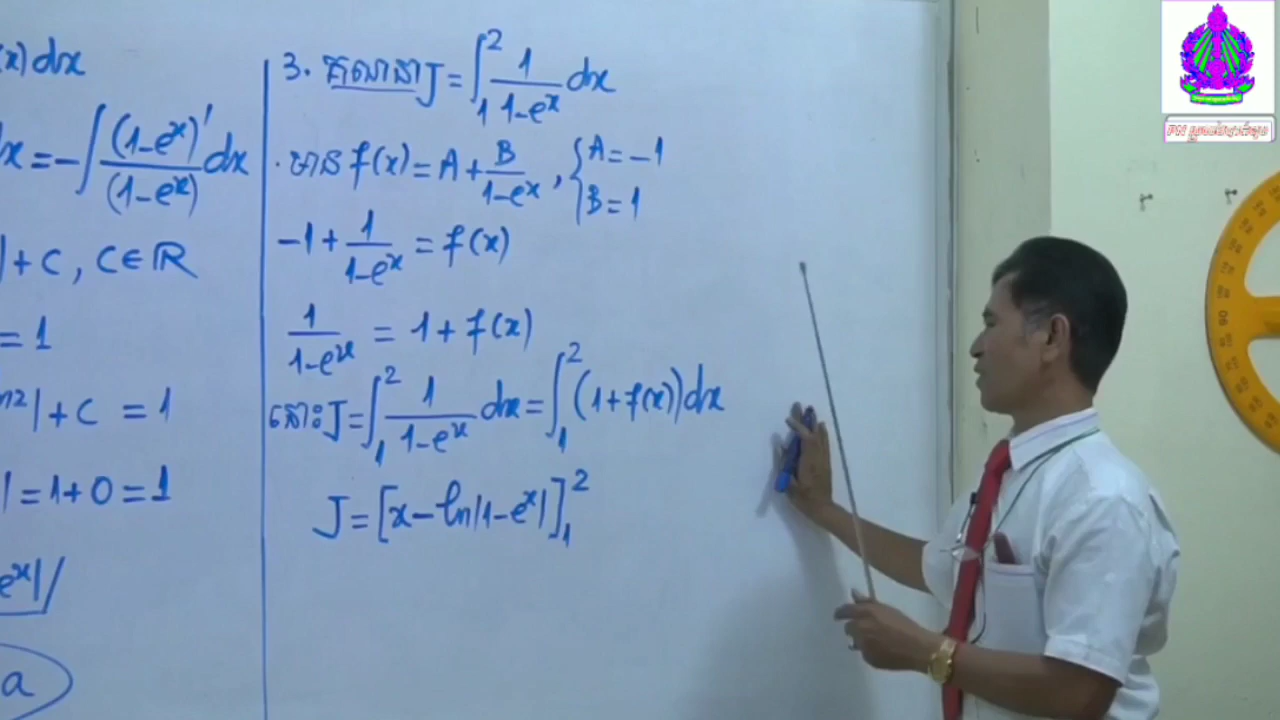 (x) dx
dx = -∫ (1-eˣ)' / (1-eˣ) dx
| + C, C ∈ ℝ
= 1
ln2| + C = 1
| = 1 + 0 = 1
eˣ| /
a
3. គណនា J = ∫₁² 1/(1-eˣ) dx
. មាន f(x) = A + B/(1-eˣ), { A = -1
B = 1
-1 + 1/(1-eˣ) = f(x)
1/(1-eˣ) = 1 + f(x)
នោះ J = ∫₁² 1/(1-eˣ) dx = ∫₁² (1 + f(x)) dx
J = [x - ln|1-eˣ|]₁²